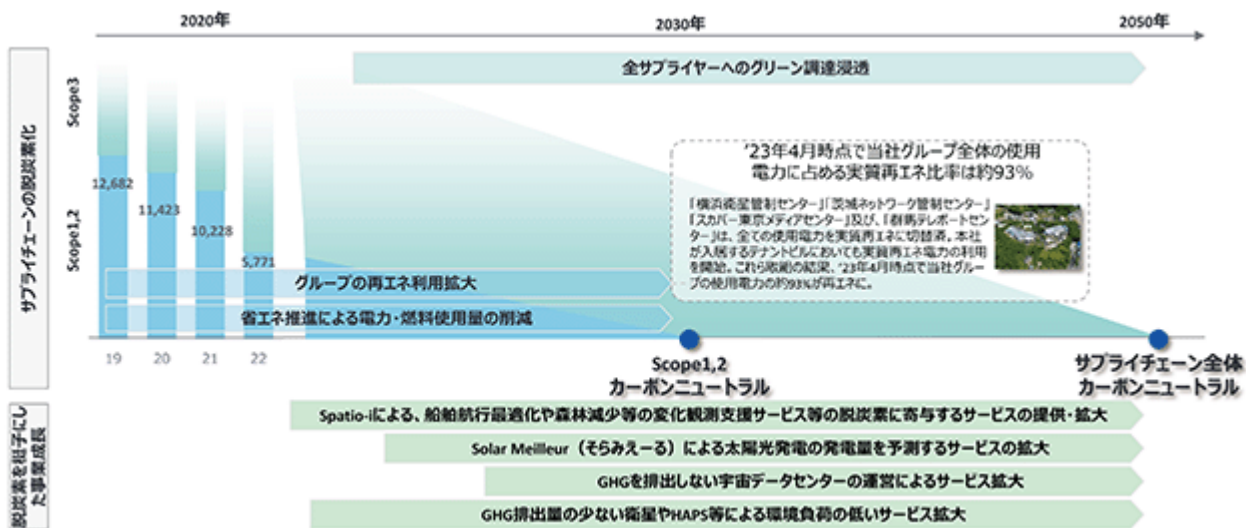 2020年
2030年
2050年
サプライチェーンの脱炭素化
Scope3
Scope1,2
全サプライヤーへのグリーン調達浸透
12,682
11,423
10,228
5,771
'23年4月時点で当社グループ全体の使用
電力に占める実質再エネ比率は約93%
「横浜衛星管制センター」「茨城ネットワーク管制センター」
「スカパー東京メディアセンター」及び、「群馬テレポートセン
ター」は、全ての使用電力を実質再エネに切替済。本社
が入居するテナントビルにおいても実質再エネ電力の利用
を開始。これら取組の結果、'23年4月時点で当社グルー
プの使用電力の約93%が再エネに。
グループの再エネ利用拡大
省エネ推進による電力・燃料使用量の削減
19
20
21
22
Scope1,2
カーボンニュートラル
サプライチェーン全体
カーボンニュートラル
脱炭素を梃子にし
た事業成長
Spatio-iによる、船舶航行最適化や森林減少等の変化観測支援サービス等の脱炭素に寄与するサービスの提供・拡大
Solar Meilleur（そらみえーる）による太陽光発電の発電量を予測するサービスの拡大
GHGを排出しない宇宙データセンターの運営によるサービス拡大
GHG排出量の少ない衛星やHAPS等による環境負荷の低いサービス拡大